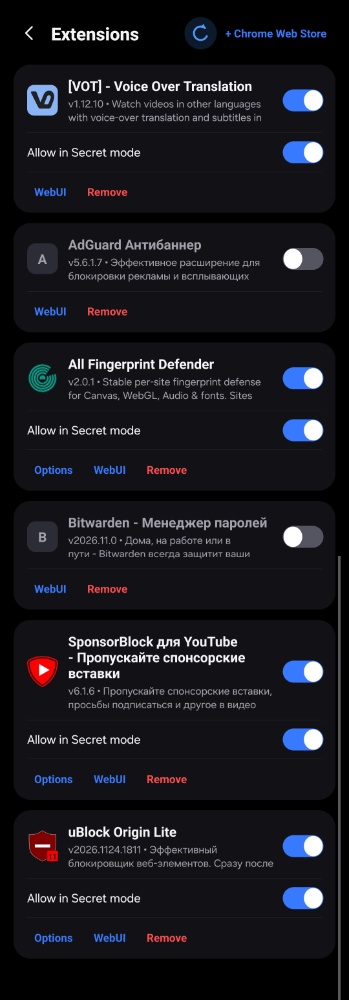 Extensions
+ Chrome Web Store
[VOT] - Voice Over Translation
v1.12.10 • Watch videos in other languages
with voice-over translation and subtitles in
Allow in Secret mode
WebUI Remove
A
AdGuard Антибаннер
v5.6.1.7 • Эффективное расширение для
блокировки рекламы и всплывающих
WebUI Remove
All Fingerprint Defender
v2.0.1 • Stable per-site fingerprint defense
for Canvas, WebGL, Audio & fonts. Sites
Allow in Secret mode
Options WebUI Remove
B
Bitwarden - Менеджер паролей
v2026.11.0 • Дома, на работе или в
пути - Bitwarden всегда защитит ваши
WebUI Remove
SponsorBlock для YouTube
- Пропускайте спонсорские
вставки
v6.1.6 • Пропускайте спонсорские вставки,
просьбы подписаться и другое в видео
Allow in Secret mode
Options WebUI Remove
uBlock Origin Lite
v2026.1124.1811 • Эффективный
блокировщик веб-элементов. Сразу после
11
Allow in Secret mode
Options WebUI Remove